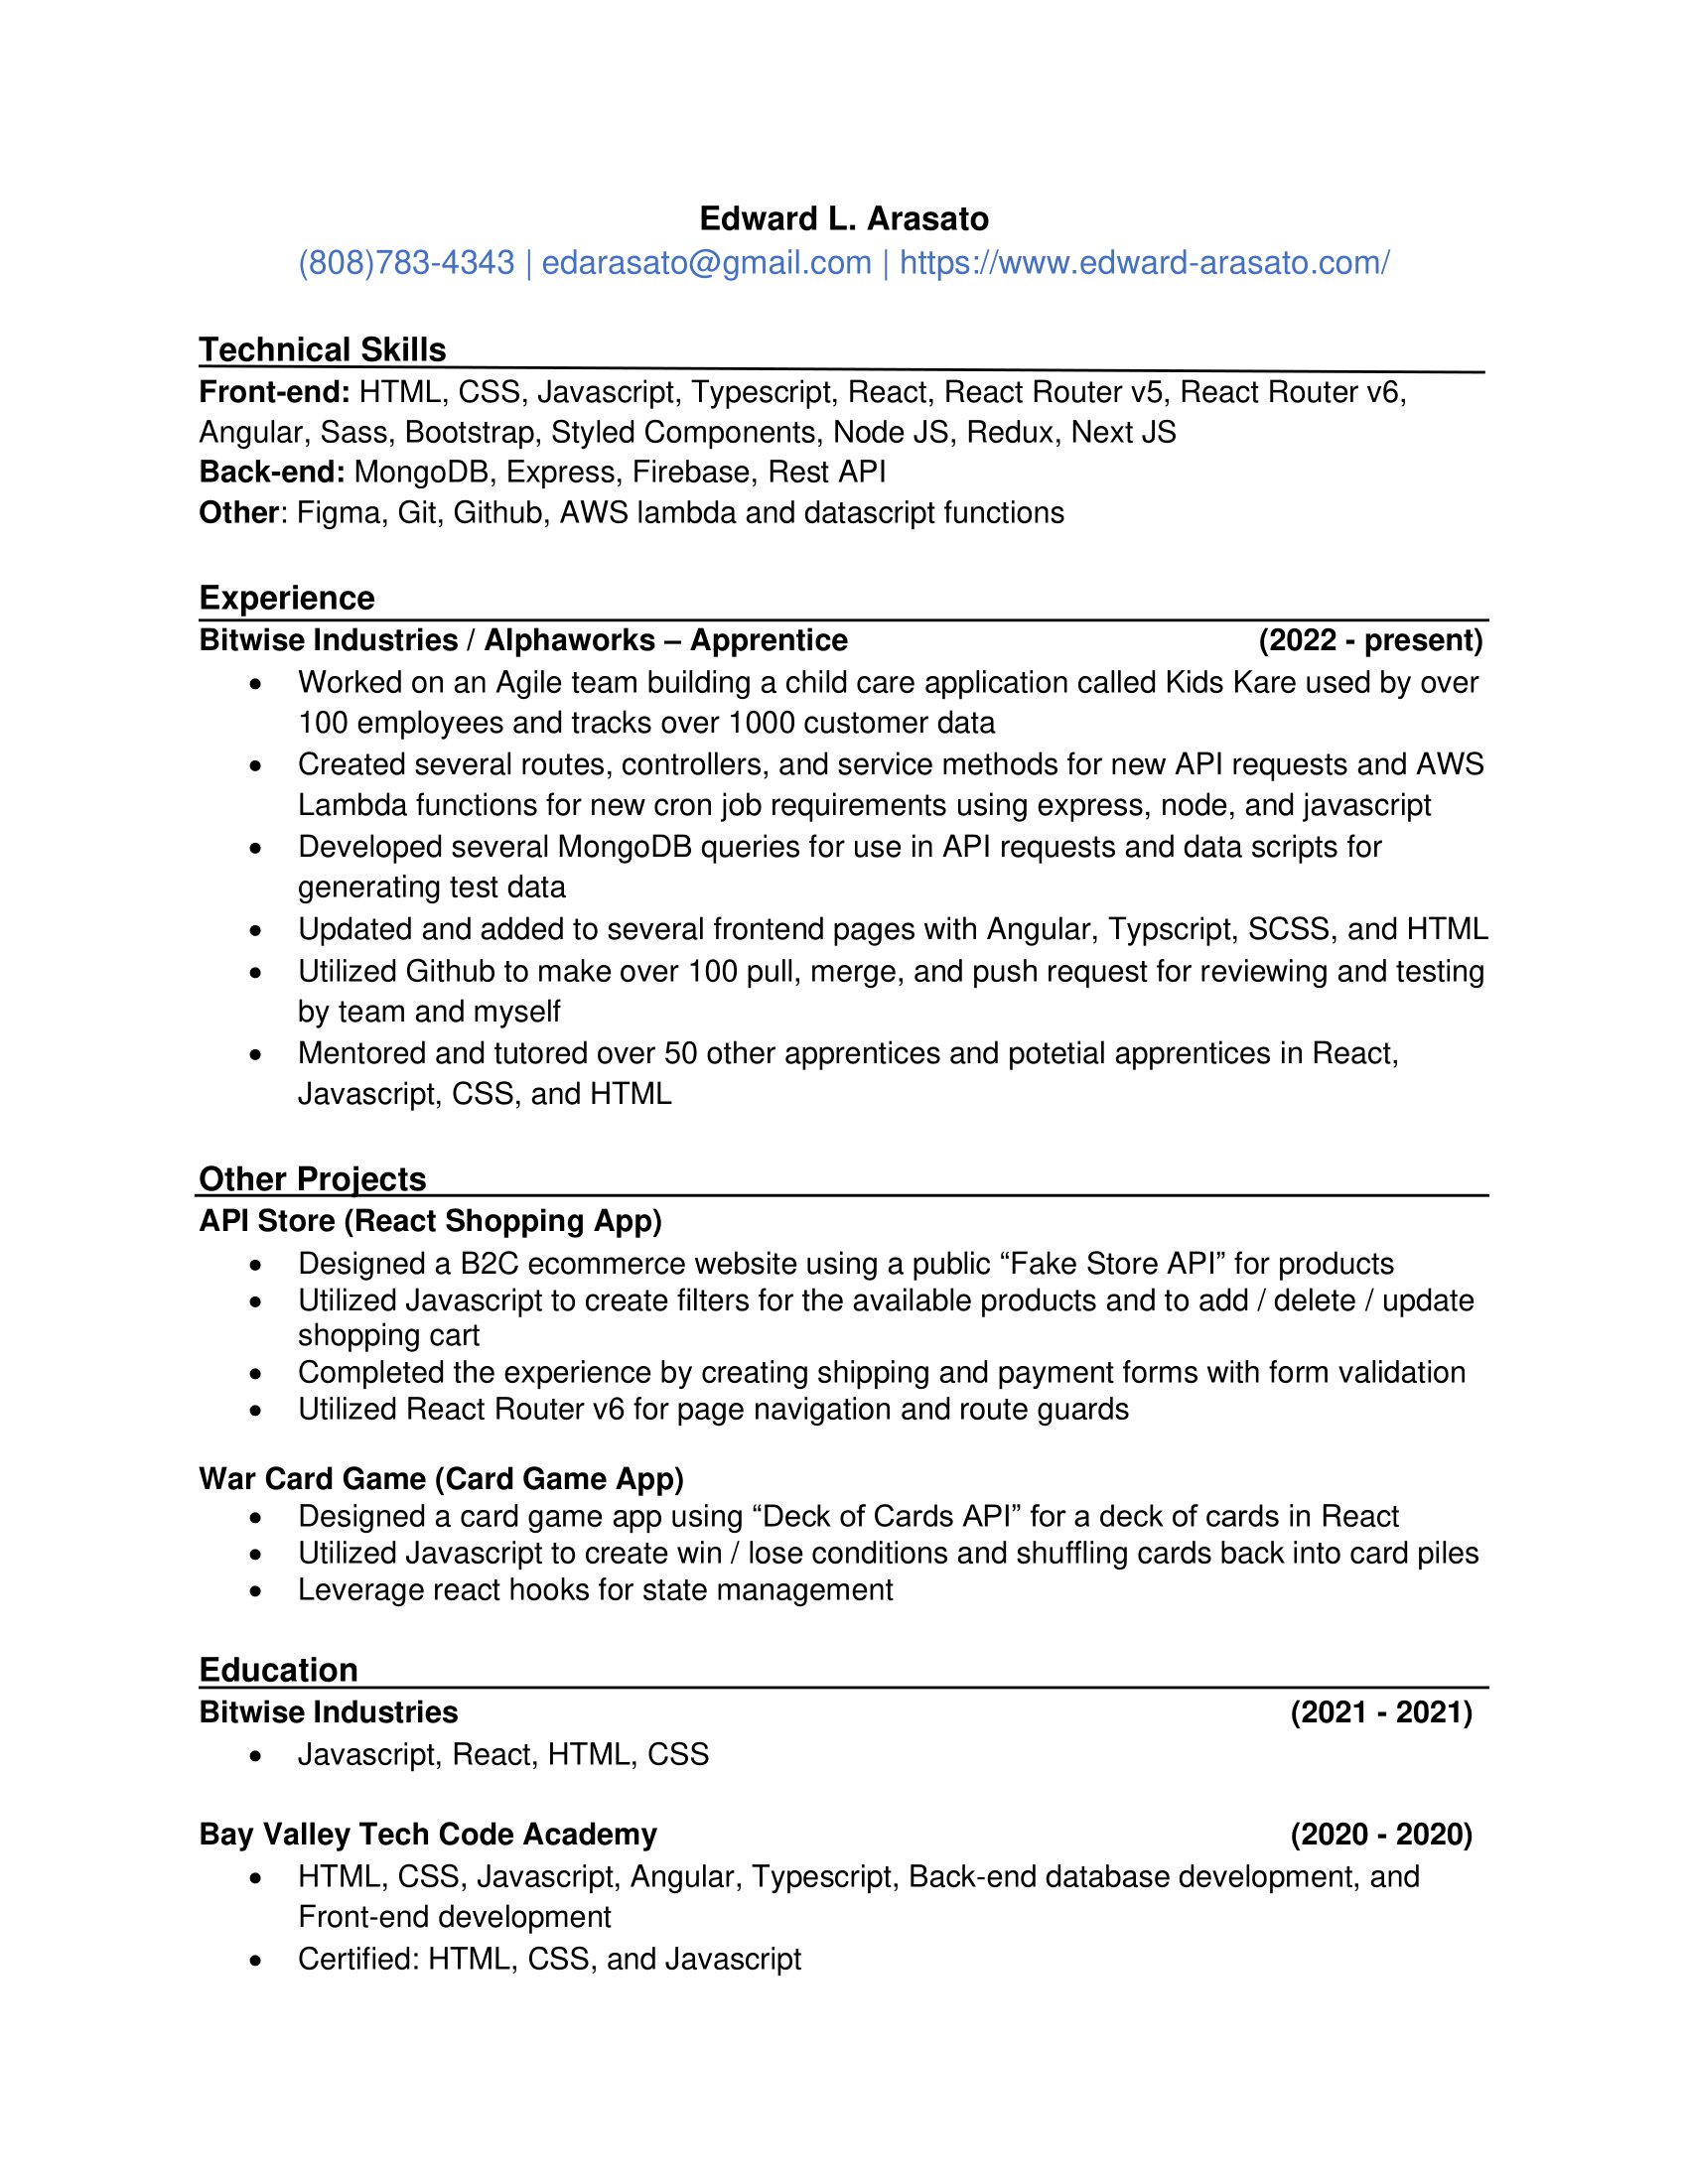 Edward L. Arasato
(808)783-4343 | edarasato@gmail.com | https://www.edward-arasato.com/
Technical Skills
Front-end: HTML, CSS, Javascript, Typescript, React, React Router v5, React Router v6,
Angular, Sass, Bootstrap, Styled Components, Node JS, Redux, Next JS
Back-end: MongoDB, Express, Firebase, Rest API
Other: Figma, Git, Github, AWS lambda and datascript functions
Experience
Bitwise Industries / Alphaworks – Apprentice (2022 - present)
• Worked on an Agile team building a child care application called Kids Kare used by over
100 employees and tracks over 1000 customer data
• Created several routes, controllers, and service methods for new API requests and AWS
Lambda functions for new cron job requirements using express, node, and javascript
• Developed several MongoDB queries for use in API requests and data scripts for
generating test data
• Updated and added to several frontend pages with Angular, Typscript, SCSS, and HTML
• Utilized Github to make over 100 pull, merge, and push request for reviewing and testing
by team and myself
• Mentored and tutored over 50 other apprentices and potetial apprentices in React,
Javascript, CSS, and HTML
Other Projects
API Store (React Shopping App)
• Designed a B2C ecommerce website using a public “Fake Store API” for products
• Utilized Javascript to create filters for the available products and to add / delete / update
shopping cart
• Completed the experience by creating shipping and payment forms with form validation
• Utilized React Router v6 for page navigation and route guards
War Card Game (Card Game App)
• Designed a card game app using “Deck of Cards API” for a deck of cards in React
• Utilized Javascript to create win / lose conditions and shuffling cards back into card piles
• Leverage react hooks for state management
Education
Bitwise Industries (2021 - 2021)
• Javascript, React, HTML, CSS
Bay Valley Tech Code Academy (2020 - 2020)
• HTML, CSS, Javascript, Angular, Typescript, Back-end database development, and
Front-end development
• Certified: HTML, CSS, and Javascript